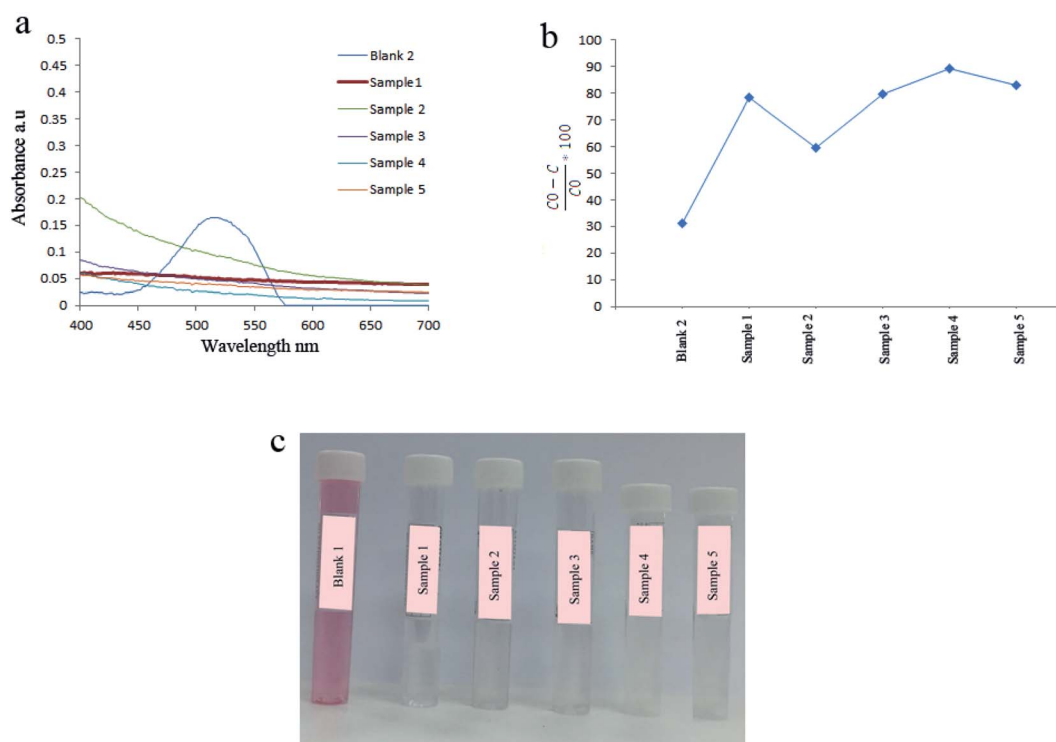 a
0.5
0.45
0.4
0.35
0.3
0.25
0.2
0.15
0.1
0.05
0
400 450 500 550 600 650 700
Absorbance a.u
Wavelength nm
Blank 2
Sample1
Sample 2
Sample 3
Sample 4
Sample 5
b
100
90
80
70
60
50
40
30
20
10
0
C0 − C
C0
* 100
Blank 2
Sample 1
Sample 2
Sample 3
Sample 4
Sample 5
c
Blank 1
Sample 1
Sample 2
Sample 3
Sample 4
Sample 5